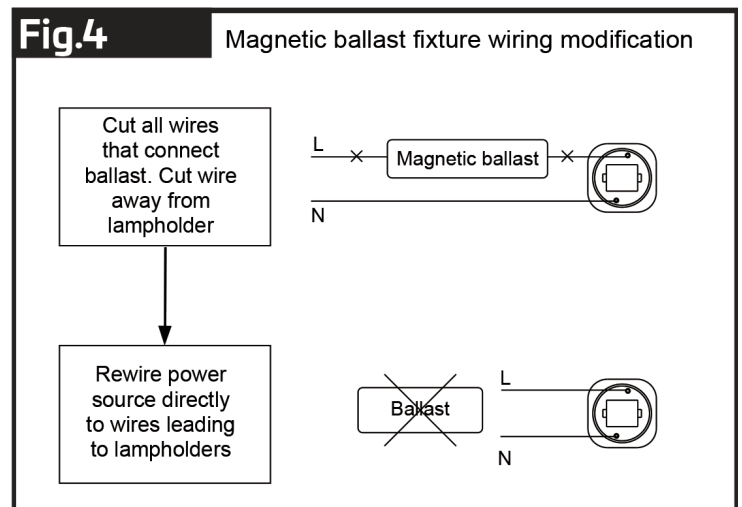 Fig.4
Magnetic ballast fixture wiring modification
Cut all wires
that connect
ballast. Cut wire
away from
lampholder
L
Magnetic ballast
N
Rewire power
source directly
to wires leading
to lampholders
Ballast
L
N